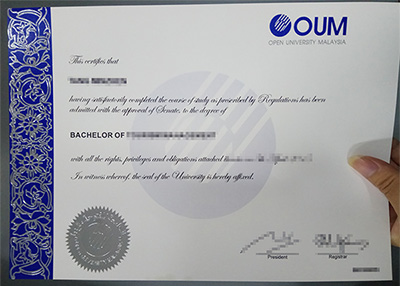 OUM
OPEN UNIVERSITY MALAYSIA
This certifies that
having satisfactorily completed the course of study as prescribed by Regulations has been
admitted with the approval of Senate, to the degree of
BACHELOR OF
with all the rights, privileges and obligations attached
In witness whereof, the seal of the University is hereby affixed.
President
Registrar